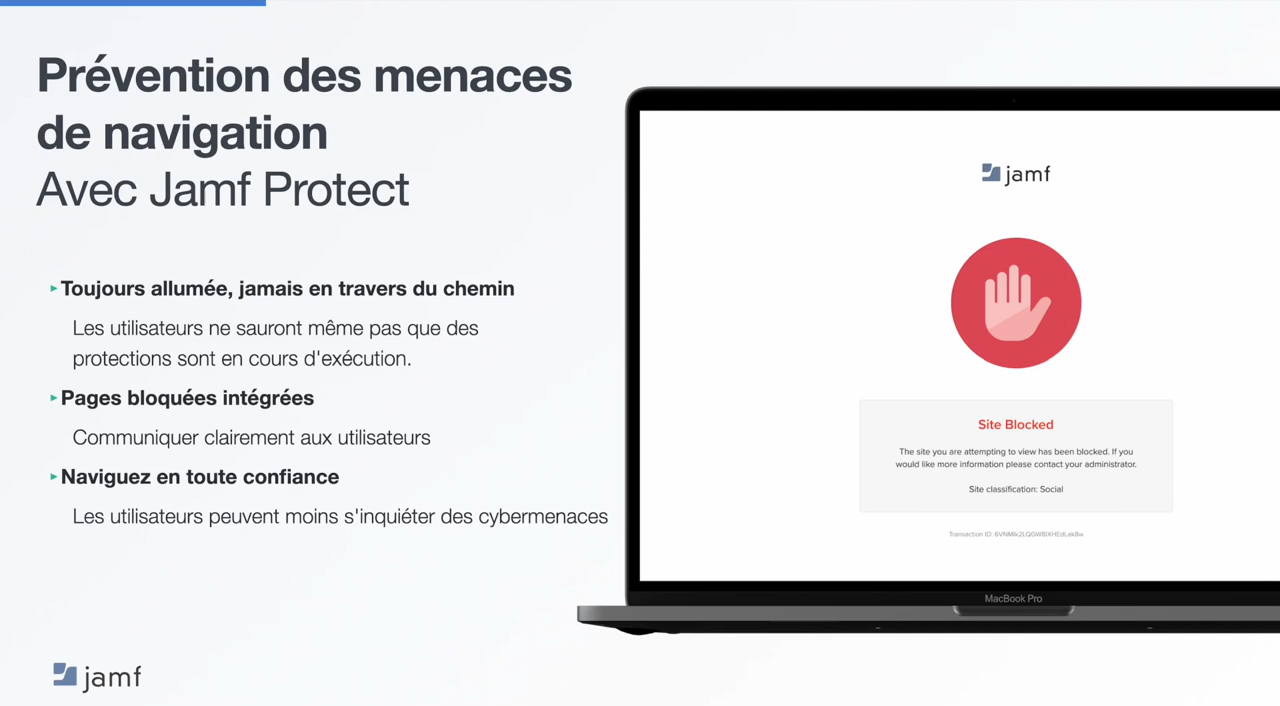 Prévention des menaces
de navigation
Avec Jamf Protect
▸Toujours allumée, jamais en travers du chemin
Les utilisateurs ne sauront même pas que des
protections sont en cours d'exécution.
▸Pages bloquées intégrées
Communiquer clairement aux utilisateurs
▸Naviguez en toute confiance
Les utilisateurs peuvent moins s'inquiéter des cybermenaces
jamf
jamf
Site Blocked
The site you are attempting to view has been blocked. If you
would like more information please contact your administrator.
Site classification: Social
Transaction ID:
MacBook Pro